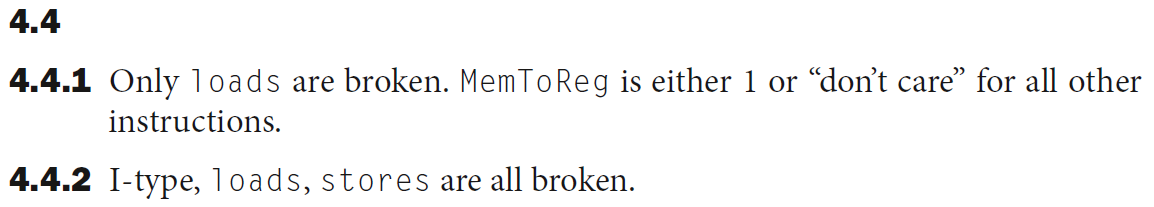 4.4
4.4.1 Only loads are broken. MemToReg is either 1 or “don’t care” for all other
instructions.
4.4.2 I-type, loads, stores are all broken.